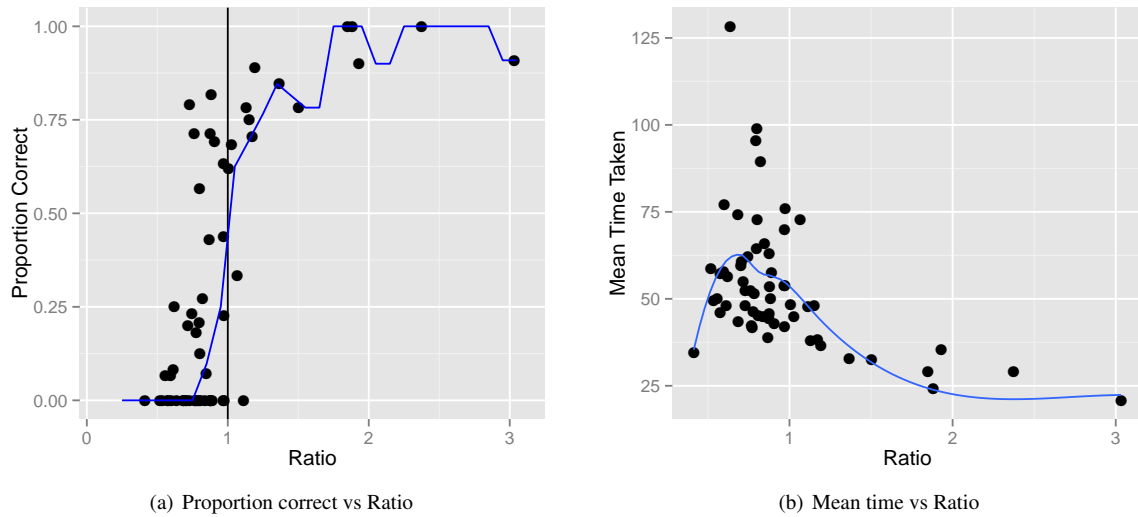 1.00
0.75
0.50
0.25
0.00
Proportion Correct
0 1 2 3
Ratio
(a) Proportion correct vs Ratio
125
100
75
50
25
Mean Time Taken
1 2 3
Ratio
(b) Mean time vs Ratio